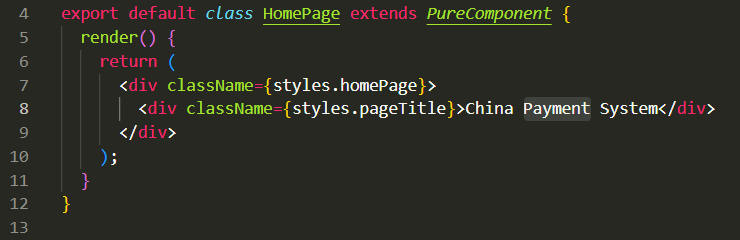 4 export default class HomePage extends PureComponent {
5 render() {
6 return (
7 <div className={styles.homePage}>
8 <div className={styles.pageTitle}>China Payment System</div>
9 </div>
10 );
11 }
12 }
13